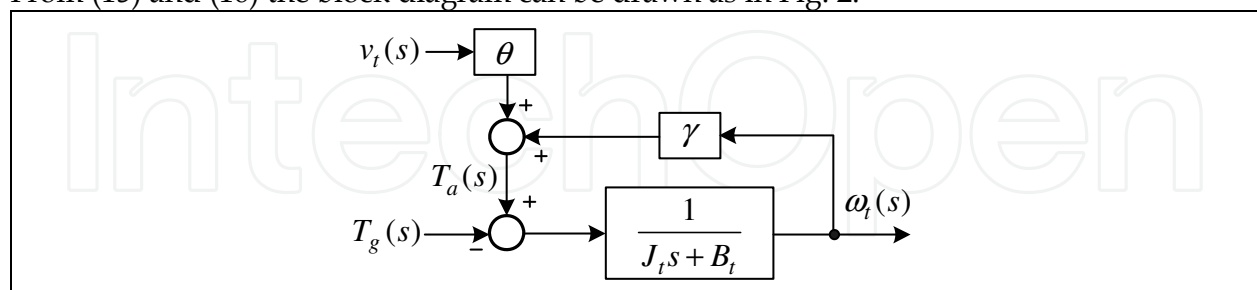 From (15) and (16) the block diagram can be drawn as in Fig. 2.
IntechOpen
v_t(s)
θ
+
+
γ
T_a(s)
+
T_g(s)
−
1
J_t s + B_t
ω_t(s)